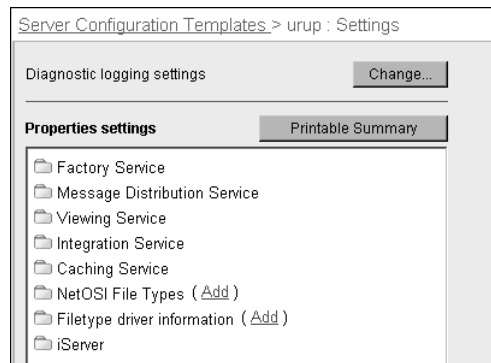 Server Configuration Templates > urup : Settings
Diagnostic logging settings Change...
Properties settings Printable Summary
Factory Service
Message Distribution Service
Viewing Service
Integration Service
Caching Service
NetOSI File Types ( Add )
Filetype driver information ( Add )
iServer